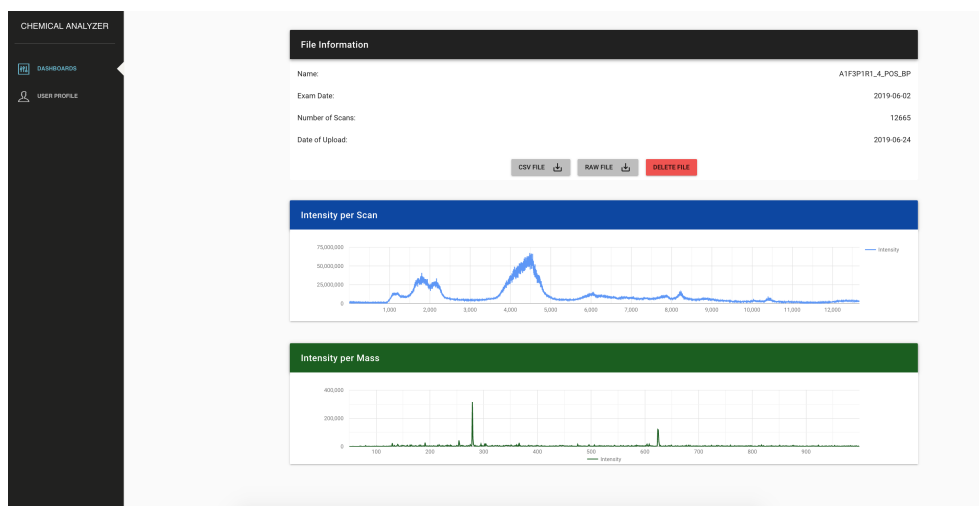 CHEMICAL ANALYZER
DASHBOARDS
USER PROFILE
File Information
Name: A1F3P1R1_4_POS_BP
Exam Date: 2019-06-02
Number of Scans: 12665
Date of Upload: 2019-06-24
CSV FILE RAW FILE DELETE FILE
Intensity per Scan
75,000,000
Intensity
50,000,000
25,000,000
0
1,000 2,000 3,000 4,000 5,000 6,000 7,000 8,000 9,000 10,000 11,000 12,000
Intensity per Mass
400,000
200,000
0
100 200 300 400 500 600 700 800 900
Intensity